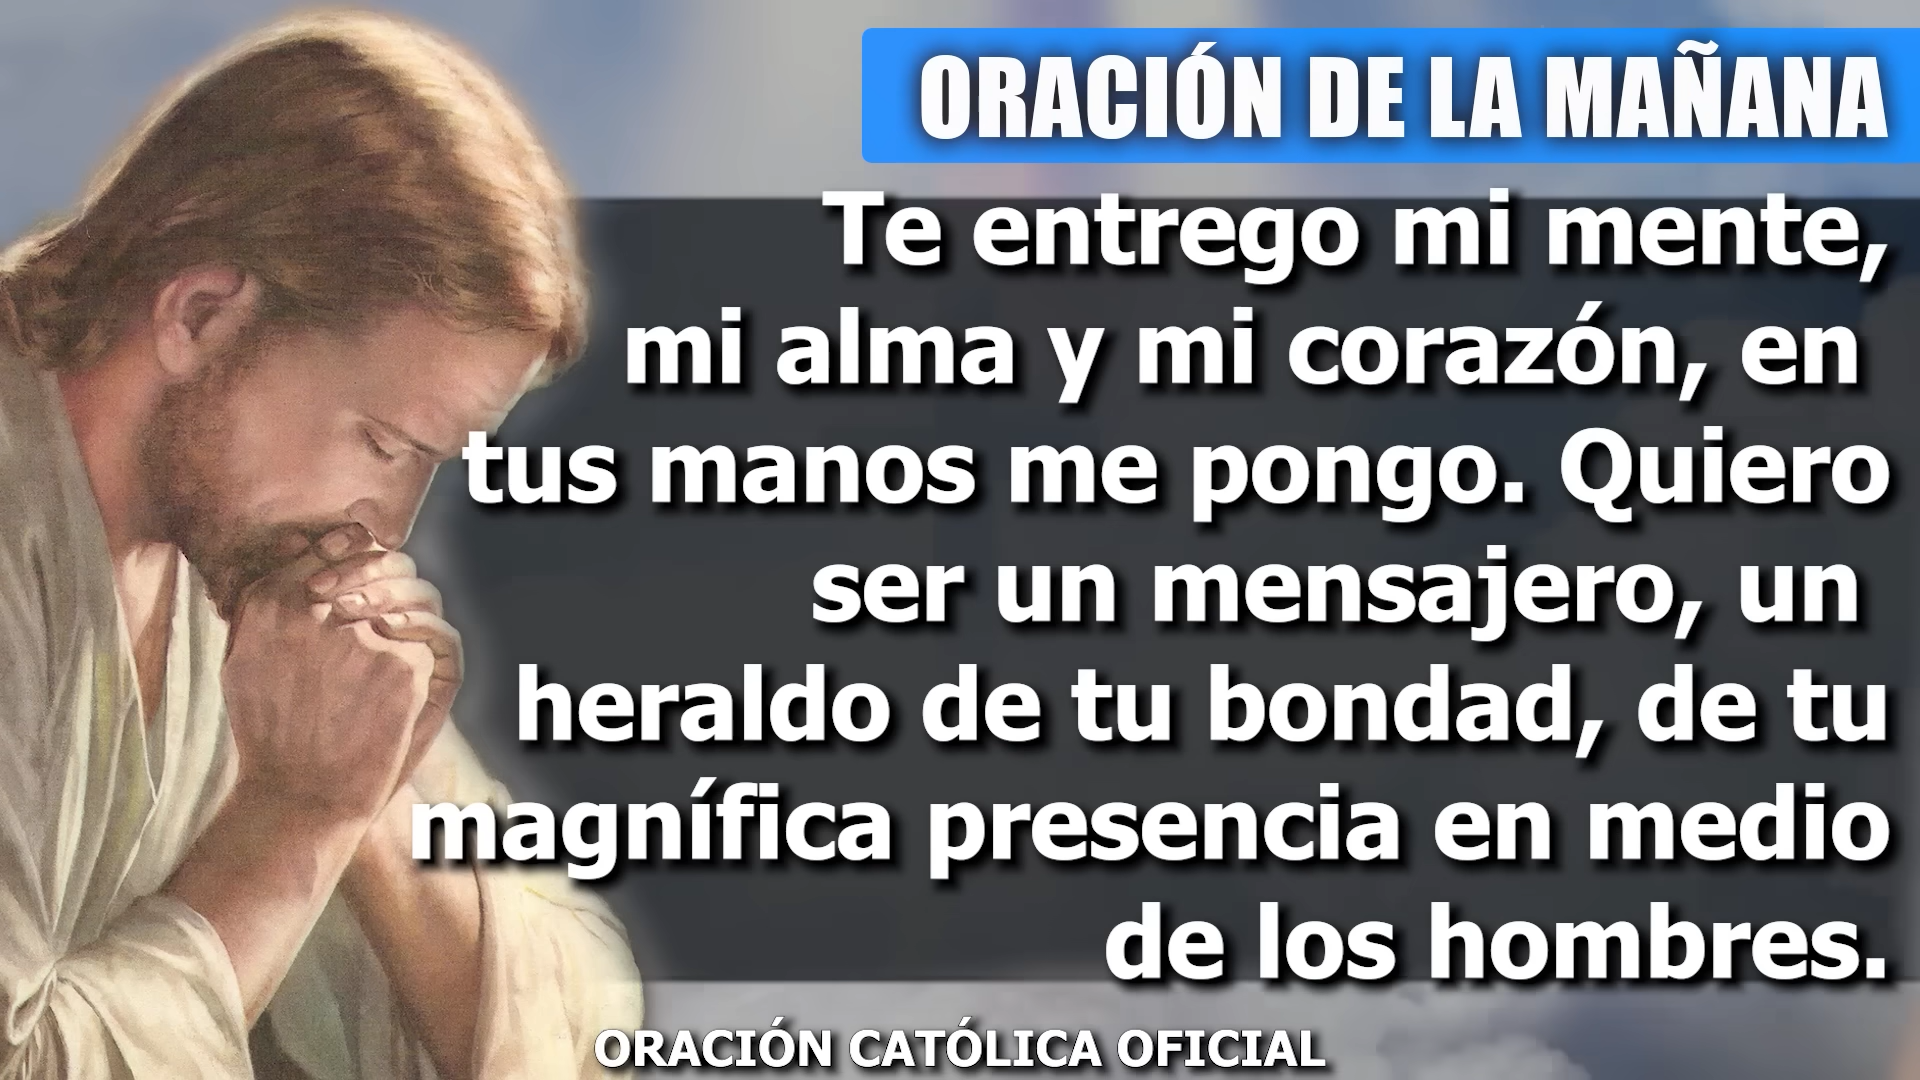 ORACIÓN DE LA MAÑANA
Te entrego mi mente,
mi alma y mi corazón, en
tus manos me pongo. Quiero
ser un mensajero, un
heraldo de tu bondad, de tu
magnífica presencia en medio
de los hombres.
ORACIÓN CATÓLICA OFICIAL